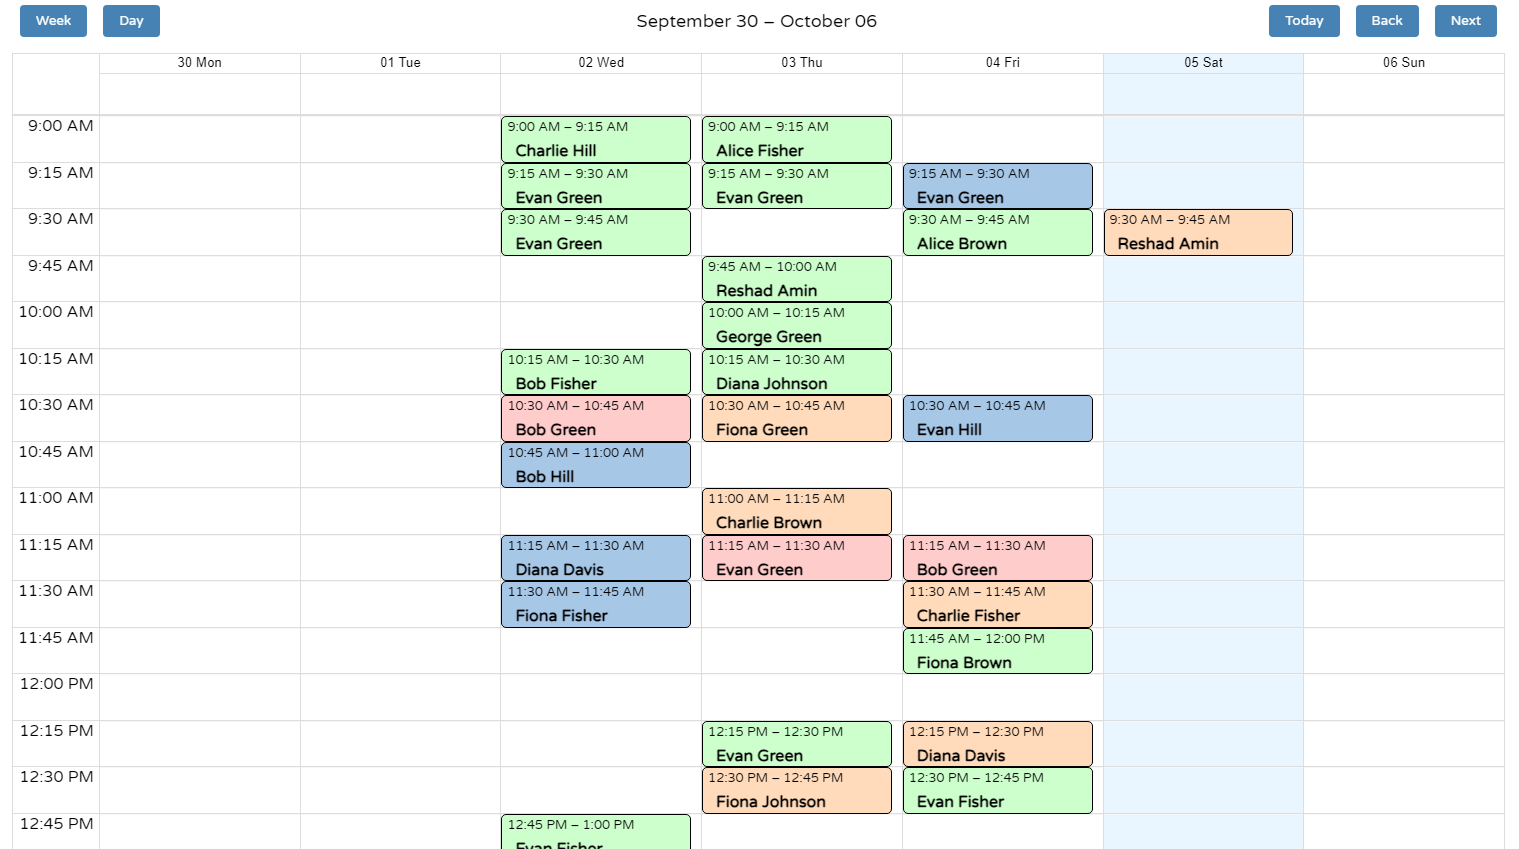 Week Day September 30 – October 06 Today Back Next
30 Mon 01 Tue 02 Wed 03 Thu 04 Fri 05 Sat 06 Sun
9:00 AM 9:00 AM – 9:15 AM 9:00 AM – 9:15 AM
Charlie Hill Alice Fisher
9:15 AM 9:15 AM – 9:30 AM 9:15 AM – 9:30 AM 9:15 AM – 9:30 AM
Evan Green Evan Green Evan Green
9:30 AM 9:30 AM – 9:45 AM 9:30 AM – 9:45 AM 9:30 AM – 9:45 AM
Evan Green Alice Brown Reshad Amin
9:45 AM 9:45 AM – 10:00 AM
Reshad Amin
10:00 AM 10:00 AM – 10:15 AM
George Green
10:15 AM 10:15 AM – 10:30 AM 10:15 AM – 10:30 AM
Bob Fisher Diana Johnson
10:30 AM 10:30 AM – 10:45 AM 10:30 AM – 10:45 AM 10:30 AM – 10:45 AM
Bob Green Fiona Green Evan Hill
10:45 AM 10:45 AM – 11:00 AM
Bob Hill
11:00 AM 11:00 AM – 11:15 AM
Charlie Brown
11:15 AM 11:15 AM – 11:30 AM 11:15 AM – 11:30 AM 11:15 AM – 11:30 AM
Diana Davis Evan Green Bob Green
11:30 AM 11:30 AM – 11:45 AM 11:30 AM – 11:45 AM
Fiona Fisher Charlie Fisher
11:45 AM 11:45 AM – 12:00 PM
Fiona Brown
12:00 PM
12:15 PM 12:15 PM – 12:30 PM 12:15 PM – 12:30 PM
Evan Green Diana Davis
12:30 PM 12:30 PM – 12:45 PM 12:30 PM – 12:45 PM
Fiona Johnson Evan Fisher
12:45 PM 12:45 PM – 1:00 PM
Evan Fisher